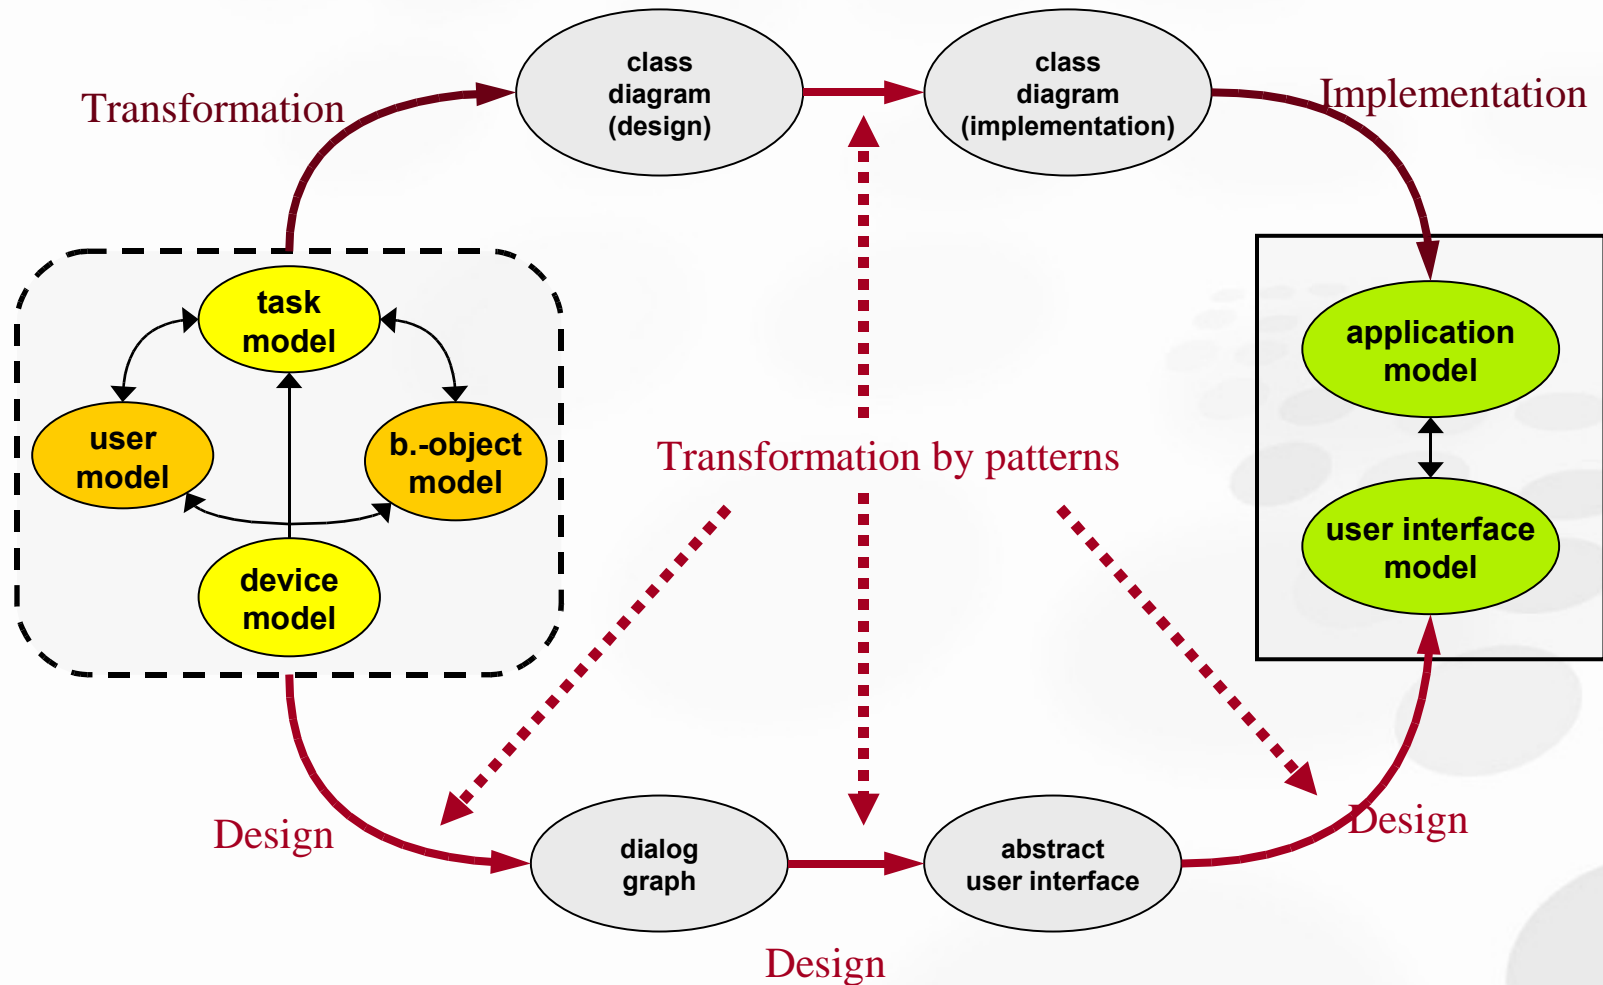 class
diagram
(design)
class
diagram
(implementation)
Transformation
Implementation
task
model
user
model
b.-object
model
device
model
application
model
user interface
model
Transformation by patterns
Design
dialog
graph
abstract
user interface
Design
Design